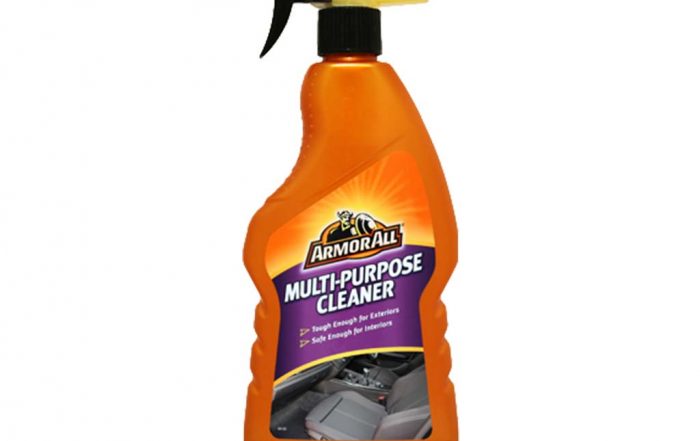 ARMORALL
MULTI-PURPOSE
CLEANER
Tough Enough for Exteriors
Safe Enough for Interiors